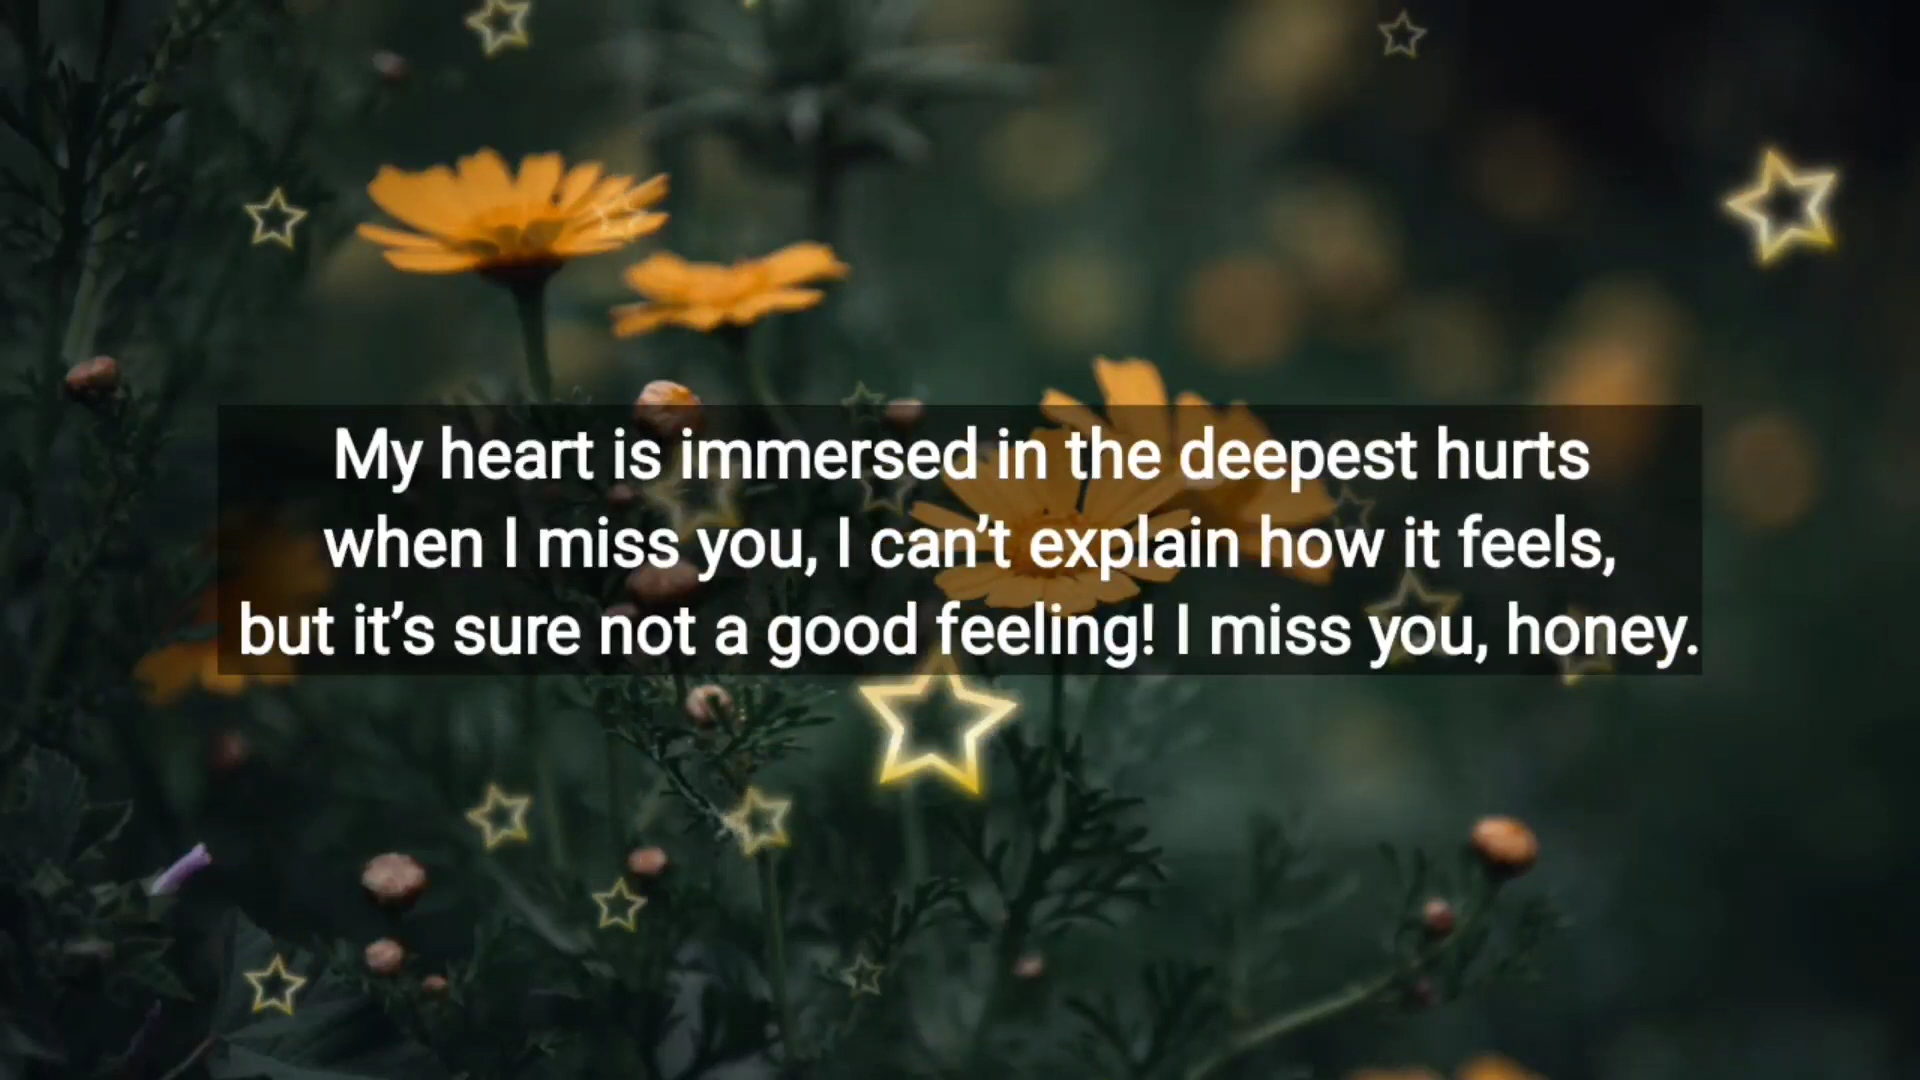 My heart is immersed in the deepest hurts
when I miss you, I can’t explain how it feels,
but it’s sure not a good feeling! I miss you, honey.